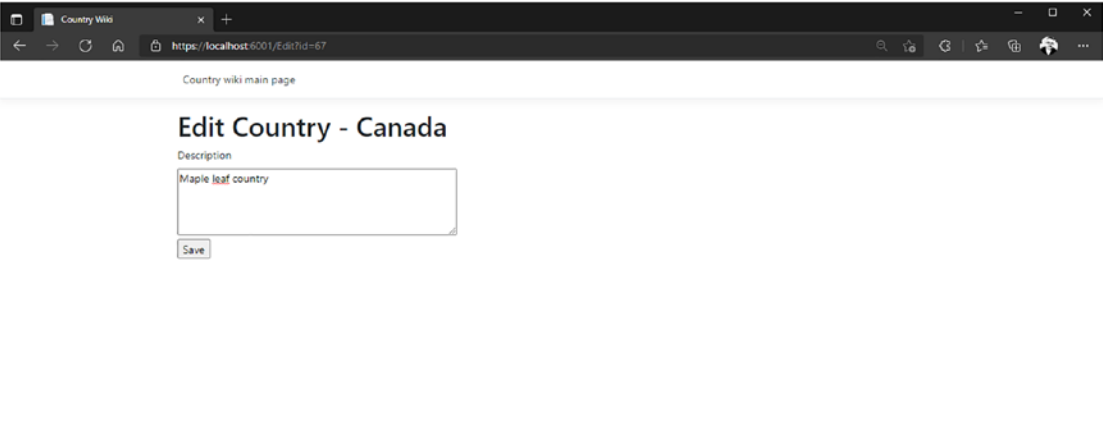 Country Wiki
https://localhost:6001/Edit?id=67
Country wiki main page
Edit Country - Canada
Description
Maple leaf country
Save